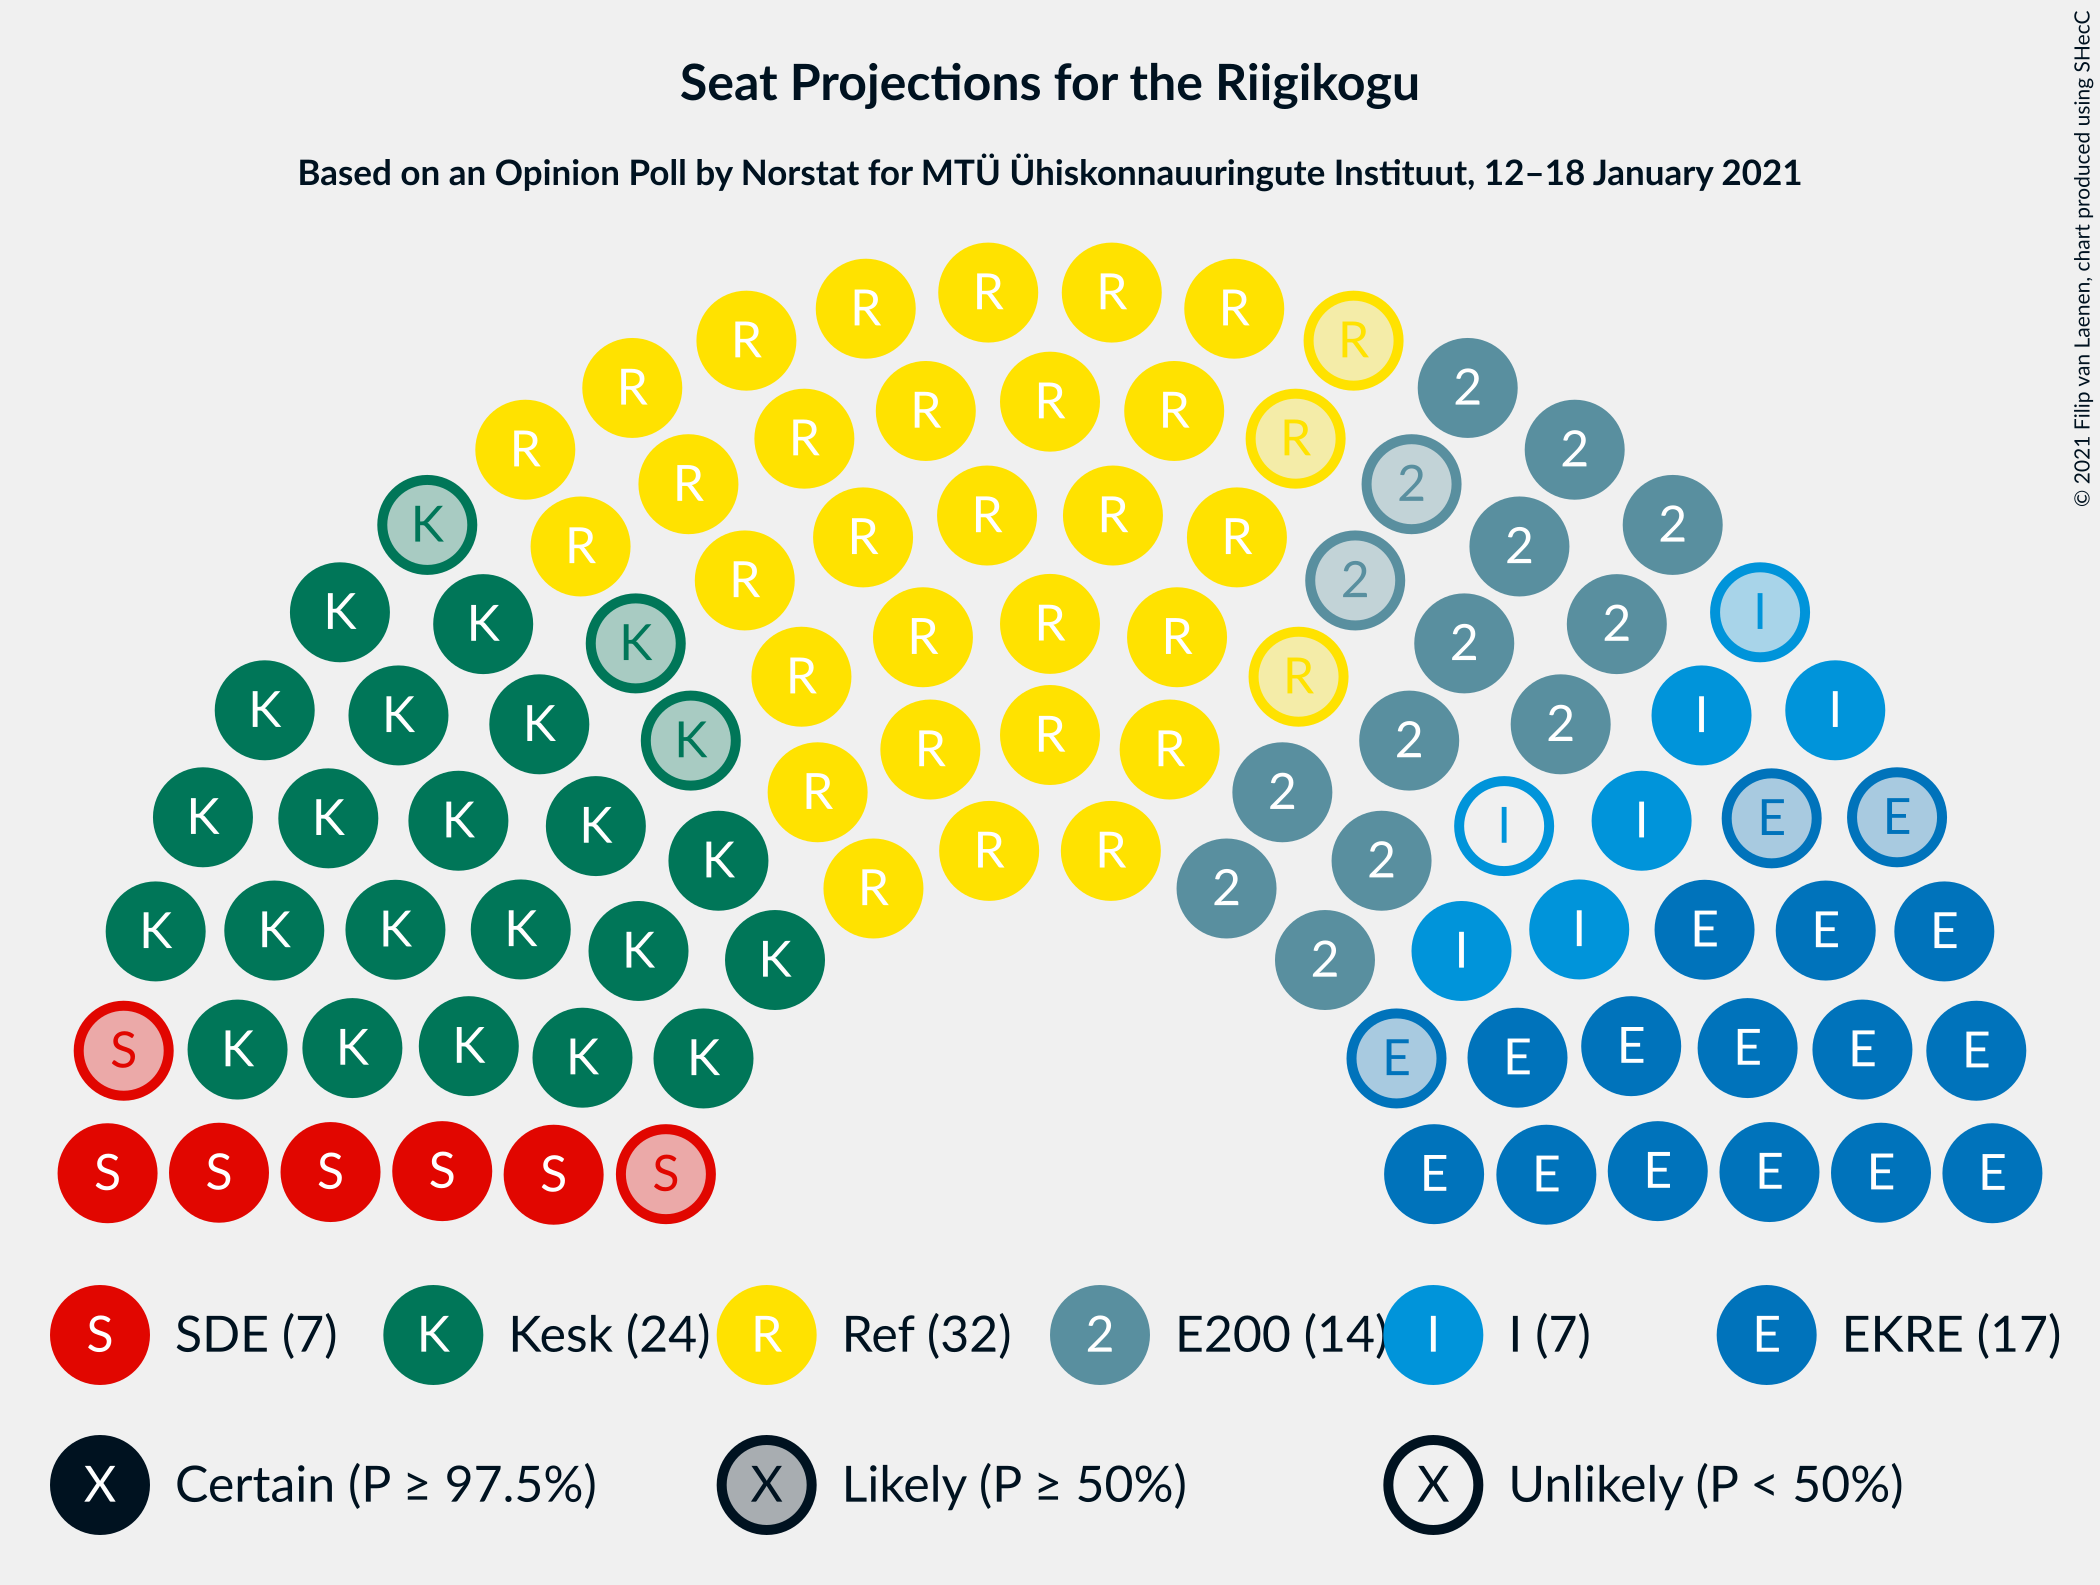 Seat Projections for the Riigikogu
Based on an Opinion Poll by Norstat for MTÜ Ühiskonnauuringute Instituut, 12–18 January 2021
© 2021 Filip van Laenen, chart produced using SHecC
R R R R
R R
R R R
R R
R R 2
R R 2
R 2
R R R R
K 2
R R 2
R 2
K I
K K R R R 2
K K 2
R R
K I
K K I
K K 2 2
R R R
R 2
K K K K I I E E
K R R 2
R 2
K K K K I E E E
K I
K 2
S K K K E E E E
K K E E
S S S S S S E E E E E E
S SDE (7) K Kesk (24) R Ref (32) 2 E200 (14) I I (7) E EKRE (17)
X Certain (P ≥ 97.5%) X Likely (P ≥ 50%) X Unlikely (P < 50%)